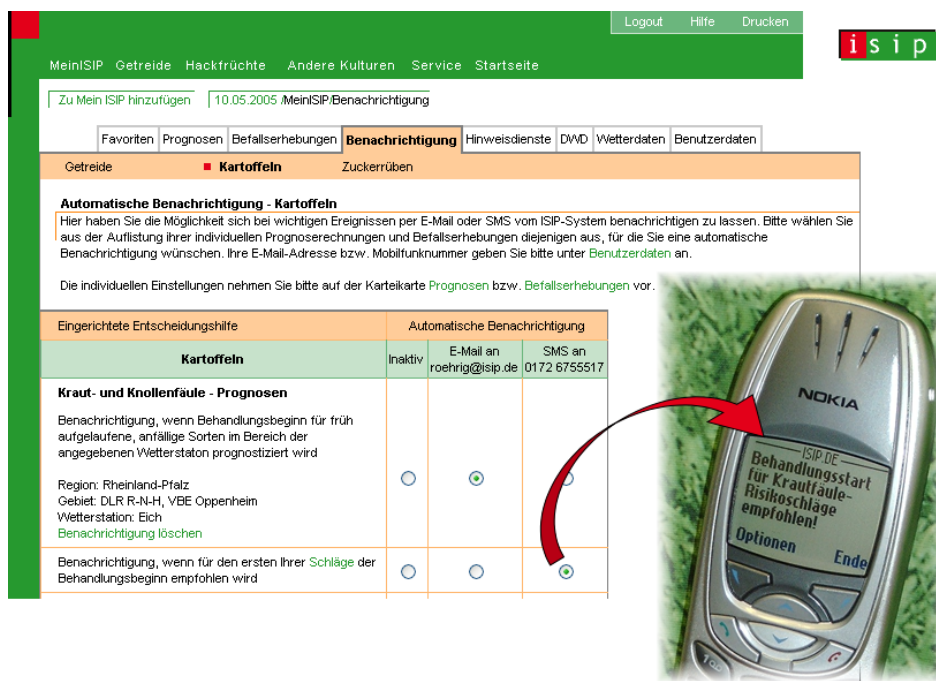 Logout Hilfe Drucken
isip
MeinISIP Getreide Hackfrüchte Andere Kulturen Service Startseite
Zu Mein ISIP hinzufügen 10.05.2005 /MeinISIP/Benachrichtigung
Favoriten Prognosen Befallserhebungen Benachrichtigung Hinweisdienste DWD Wetterdaten Benutzerdaten
Getreide Kartoffeln Zuckerrüben
Automatische Benachrichtigung - Kartoffeln
Hier haben Sie die Möglichkeit sich bei wichtigen Ereignissen per E-Mail oder SMS vom ISIP-System benachrichtigen zu lassen. Bitte wählen Sie
aus der Auflistung ihrer individuellen Prognoserechnungen und Befallserhebungen diejenigen aus, für die Sie eine automatische
Benachrichtigung wünschen. Ihre E-Mail-Adresse bzw. Mobilfunknummer geben Sie bitte unter Benutzerdaten an.
Die individuellen Einstellungen nehmen Sie bitte auf der Karteikarte Prognosen bzw. Befallserhebungen vor.
Eingerichtete Entscheidungshilfe Automatische Benachrichtigung
Kartoffeln Inaktiv E-Mail an roehrig@isip.de SMS an 0172 6755517
Kraut- und Knollenfäule - Prognosen
Benachrichtigung, wenn Behandlungsbeginn für früh
aufgelaufene, anfällige Sorten im Bereich der
angegebenen Wetterstaton prognostiziert wird
Region: Rheinland-Pfalz
Gebiet: DLR R-N-H, VBE Oppenheim
Wetterstation: Eich
Benachrichtigung löschen
Benachrichtigung, wenn für den ersten Ihrer Schläge der
Behandlungsbeginn empfohlen wird
NOKIA
ISIP.DE
Behandlungsstart
für Krautfäule-
Risikoschläge
empfohlen!
Optionen Ende